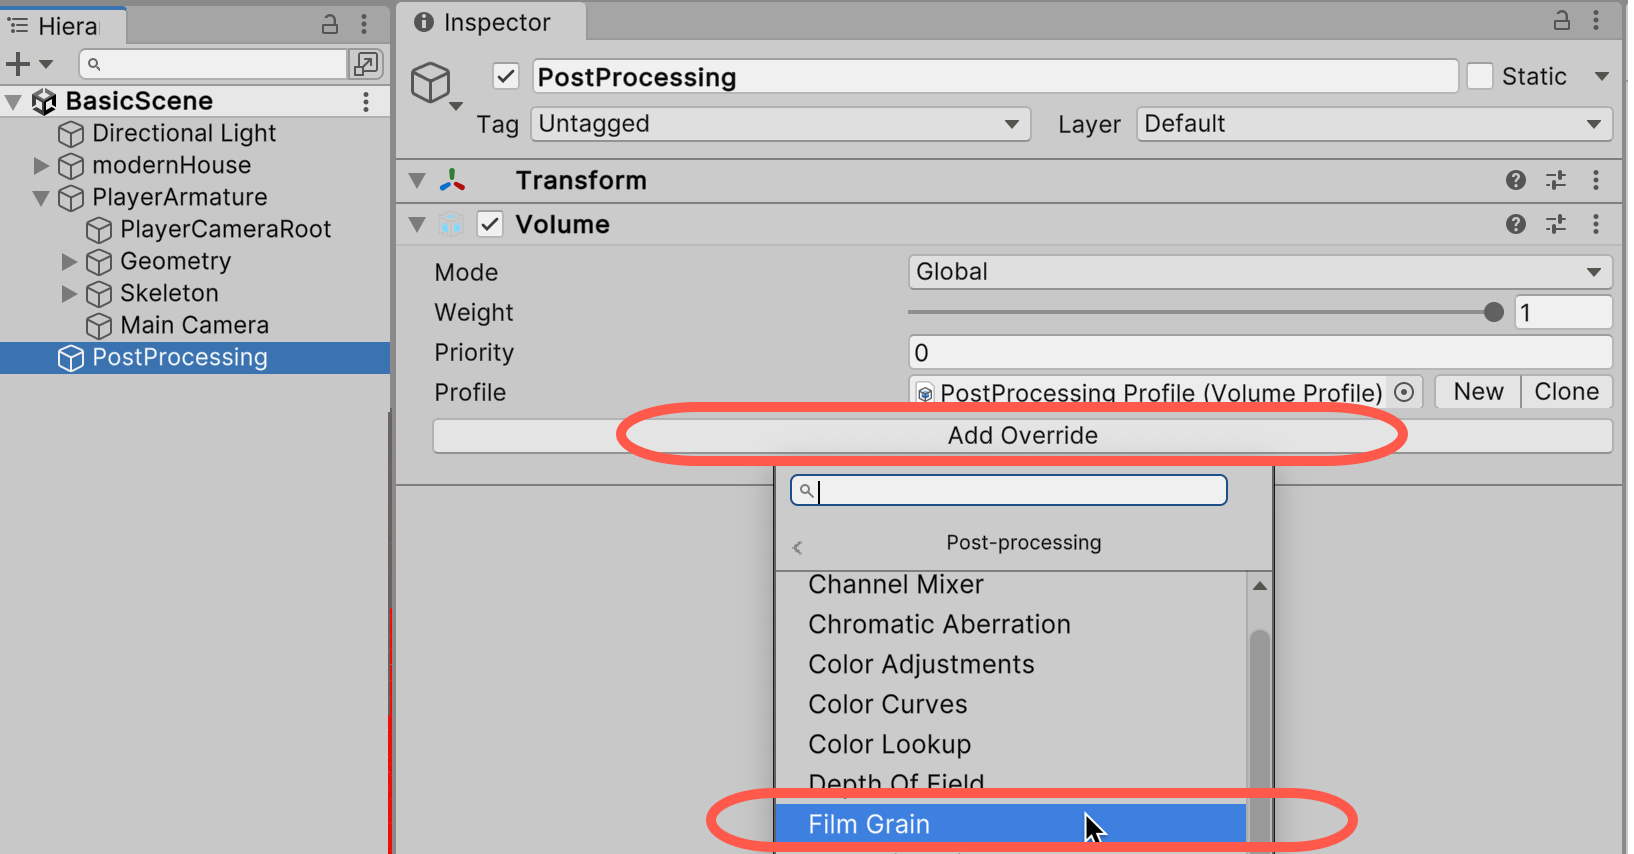 Hiera
BasicScene
Directional Light
modernHouse
PlayerArmature
PlayerCameraRoot
Geometry
Skeleton
Main Camera
PostProcessing
Inspector
PostProcessing
Static
Tag Untagged Layer Default
Transform
Volume
Mode Global
Weight 1
Priority 0
Profile PostProcessing Profile (Volume Profile) New Clone
Add Override
Post-processing
Channel Mixer
Chromatic Aberration
Color Adjustments
Color Curves
Color Lookup
Depth Of Field
Film Grain